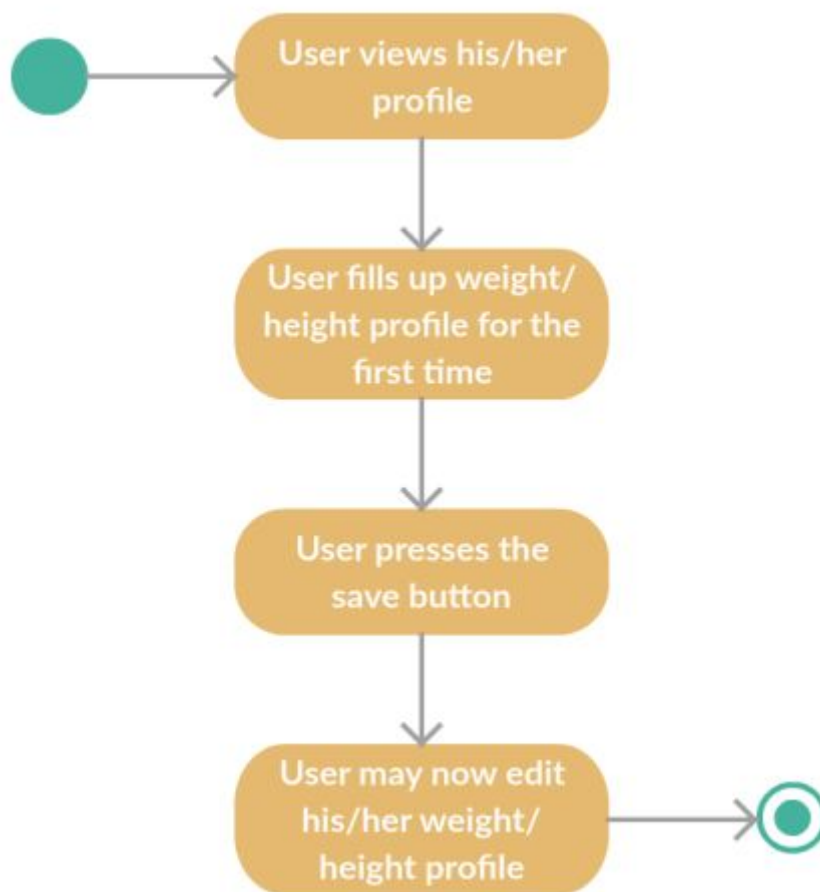 User views his/her
profile
User fills up weight/
height profile for the
first time
User presses the
save button
User may now edit
his/her weight/
height profile